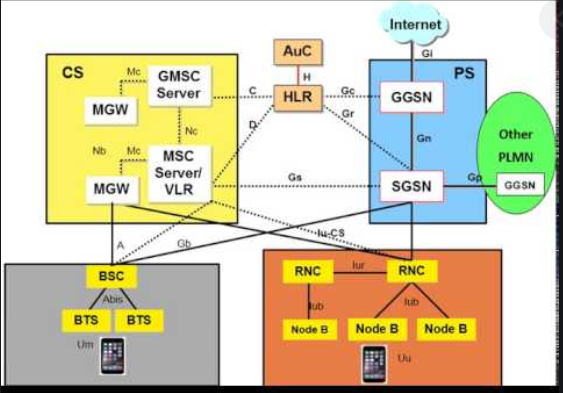 Internet
Gi
AuC
H
HLR
CS
Mc
GMSC
Server
MGW
C
Gc
PS
GGSN
Gr
D
Nc
Gn
Nb
Mc
MSC
Server/
VLR
MGW
Gs
SGSN
Gp
Other
PLMN
GGSN
A
Gb
Iu-CS
BSC
Abis
BTS
BTS
Um
RNC
Iur
RNC
Iub
Iub
Node B
Node B
Node B
Uu